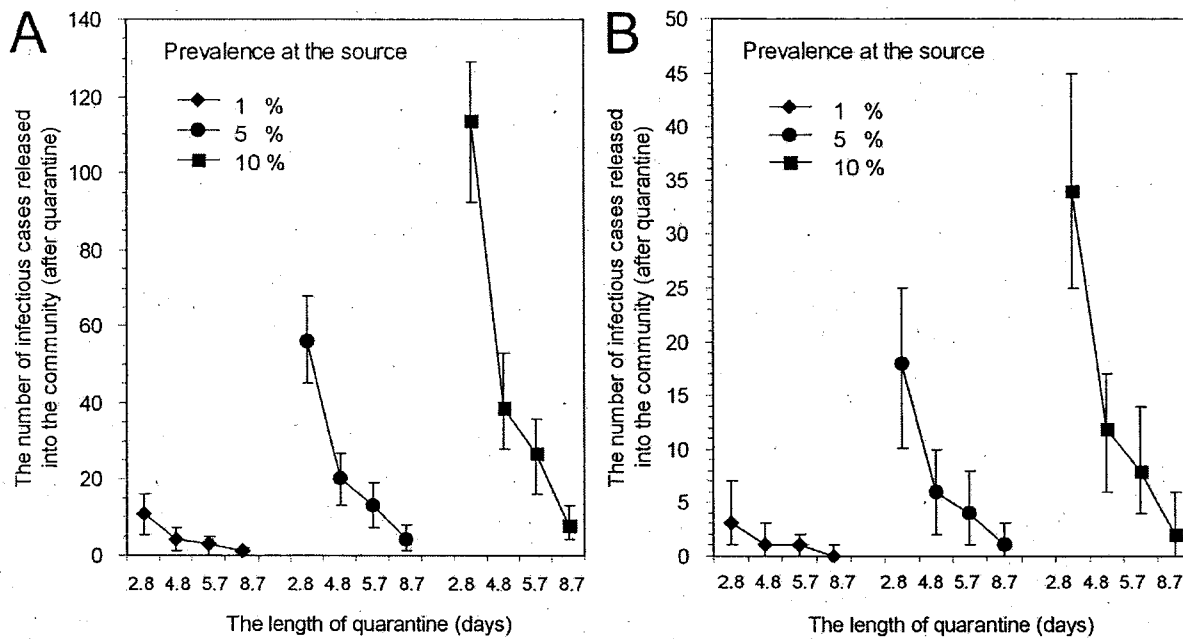 A
Prevalence at the source
1 %
5 %
10 %
The number of infectious cases released
into the community (after quarantine)
140
120
100
80
60
40
20
0
2.8 4.8 5.7 8.7 2.8 4.8 5.7 8.7 2.8 4.8 5.7 8.7
The length of quarantine (days)
B
Prevalence at the source
1 %
5 %
10 %
The number of infectious cases released
into the community (after quarantine)
50
45
40
35
30
25
20
15
10
5
0
2.8 4.8 5.7 8.7 2.8 4.8 5.7 8.7 2.8 4.8 5.7 8.7
The length of quarantine (days)